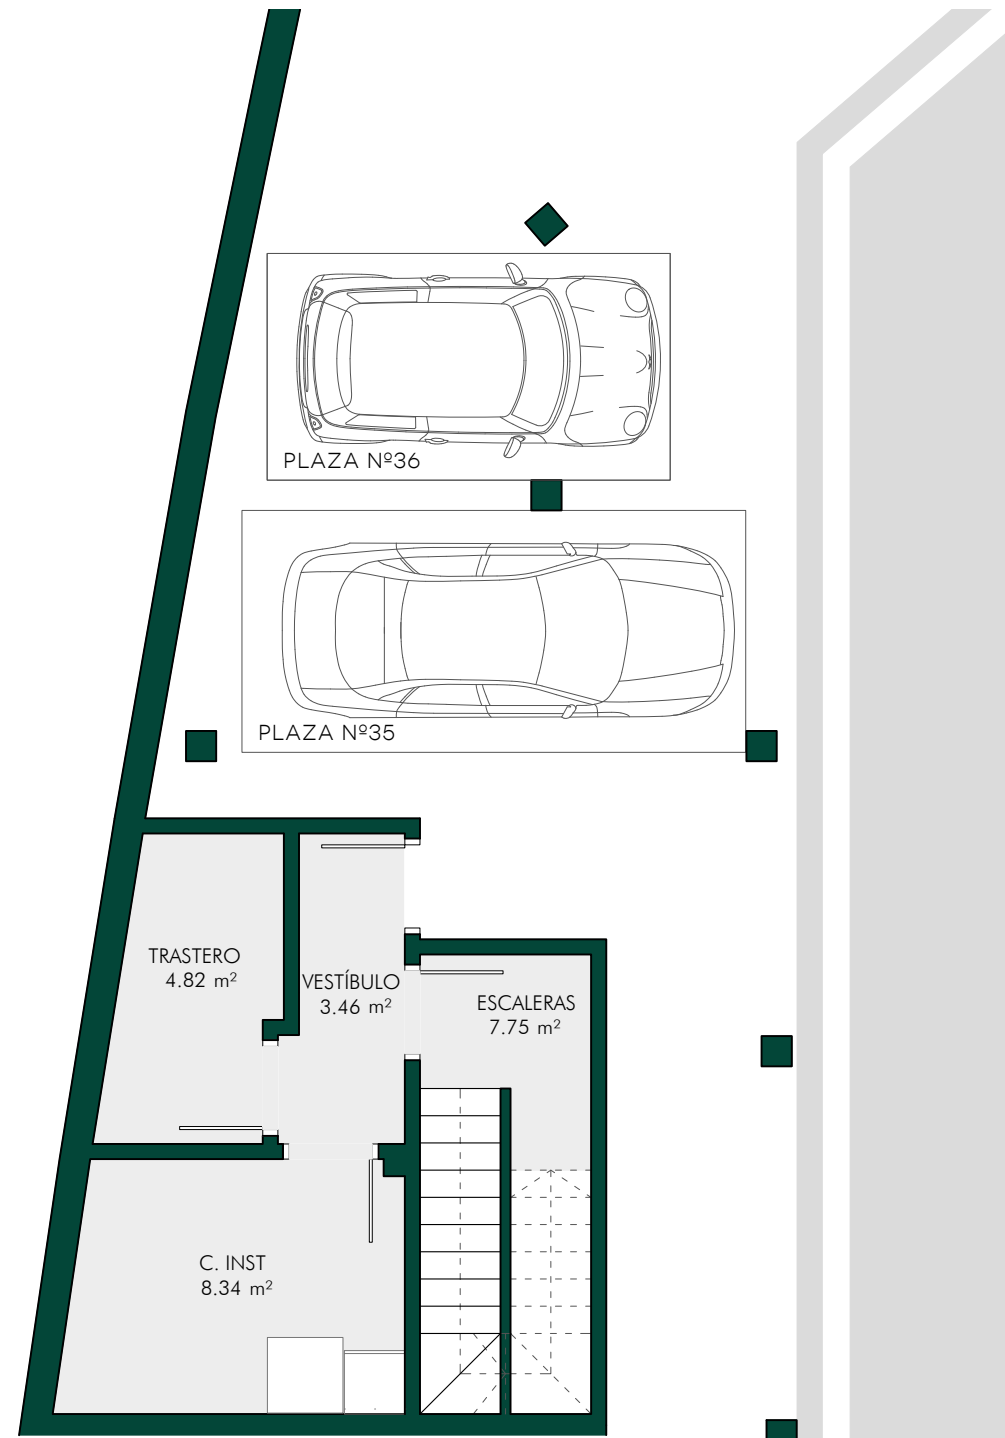 PLAZA Nº36
PLAZA Nº35
TRASTERO
4.82 m²
VESTÍBULO
3.46 m²
ESCALERAS
7.75 m²
C. INST
8.34 m²